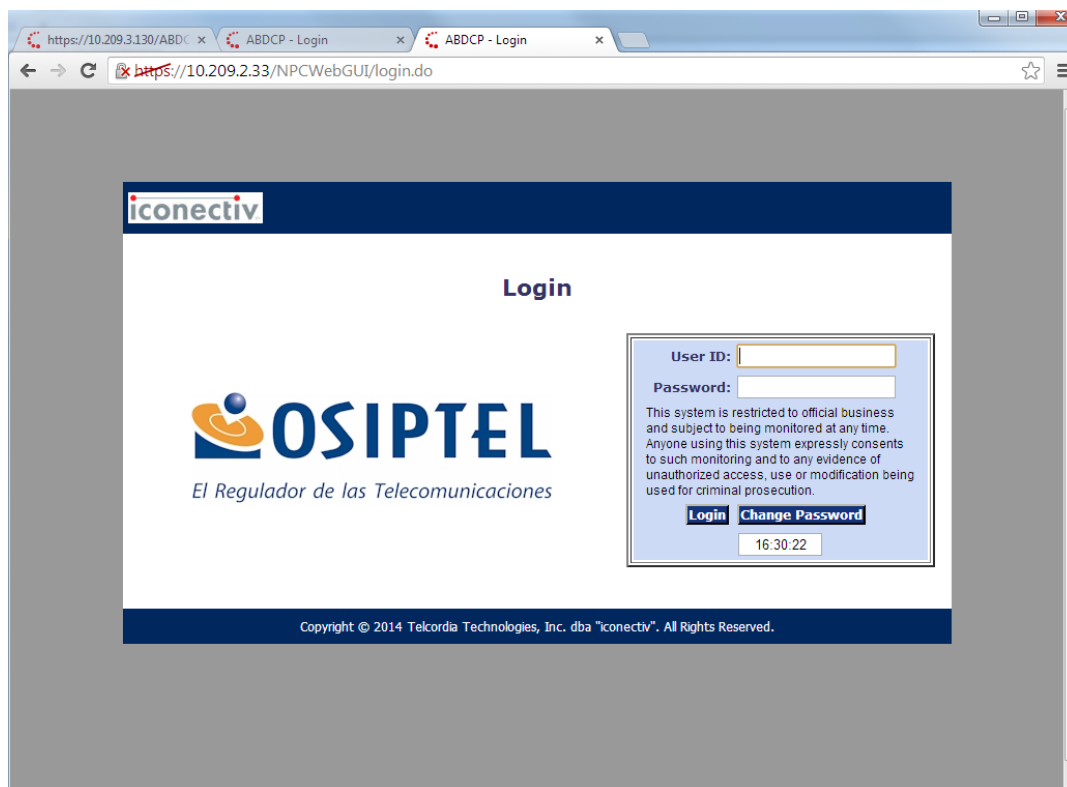 https://10.209.3.130/ABDC
ABDCP - Login
ABDCP - Login
https://10.209.2.33/NPCWebGUI/login.do
iconectiv
Login
User ID:
Password:
This system is restricted to official business
and subject to being monitored at any time.
Anyone using this system expressly consents
to such monitoring and to any evidence of
unauthorized access, use or modification being
used for criminal prosecution.
Login Change Password
16:30:22
OSIPTEL
El Regulador de las Telecomunicaciones
Copyright © 2014 Telcordia Technologies, Inc. dba "iconectiv". All Rights Reserved.